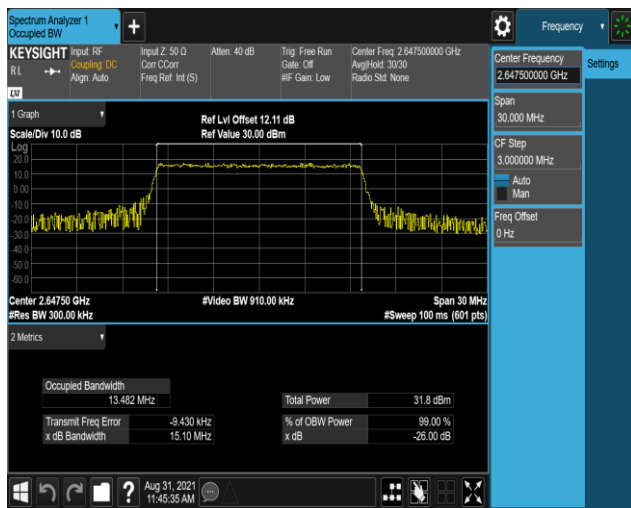 Spectrum Analyzer 1
Occupied BW
+
Frequency
KEYSIGHT Input: RF Input Z: 50 Ω Atten: 40 dB Trig: Free Run Center Freq: 2.647500000 GHz
RL Coupling: DC Corr CCorr Gate: Off Avg|Hold: 30/30
Align: Auto Freq Ref: Int (S) #IF Gain: Low Radio Std: None
LXI
Center Frequency
2.647500000 GHz
Settings
Span
30.000 MHz
CF Step
3.000000 MHz
Auto
Man
Freq Offset
0 Hz
1 Graph
Ref Lvl Offset 12.11 dB
Scale/Div 10.0 dB Ref Value 30.00 dBm
Log
20.0
10.0
0.00
-10.0
-20.0
-30.0
-40.0
-50.0
-60.0
Center 2.64750 GHz #Video BW 910.00 kHz Span 30 MHz
#Res BW 300.00 kHz #Sweep 100 ms (601 pts)
2 Metrics
Occupied Bandwidth
13.482 MHz
Total Power 31.8 dBm
Transmit Freq Error -9.430 kHz % of OBW Power 99.00 %
x dB Bandwidth 15.10 MHz x dB -26.00 dB
?
Aug 31, 2021
11:45:35 AM